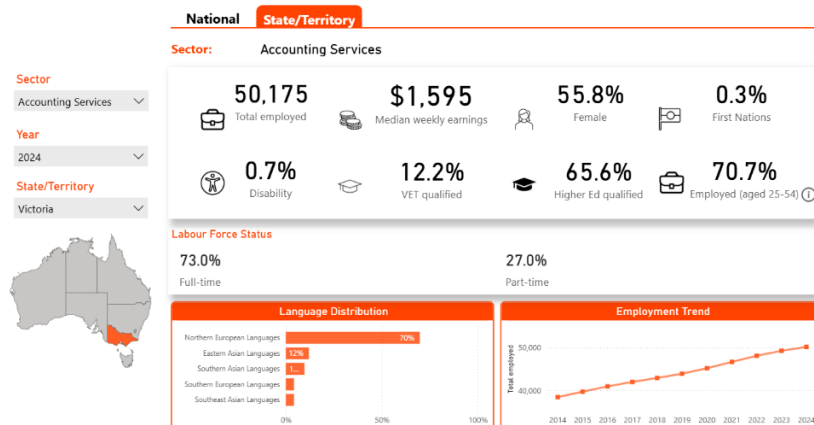 National State/Territory
Sector: Accounting Services
Sector
Accounting Services
Year
2024
State/Territory
Victoria
50,175
Total employed
$1,595
Median weekly earnings
55.8%
Female
0.3%
First Nations
0.7%
Disability
12.2%
VET qualified
65.6%
Higher Ed qualified
70.7%
Employed (aged 25-54)
Labour Force Status
73.0%
Full-time
27.0%
Part-time
Language Distribution
Northern European Languages 70%
Eastern Asian Languages 12%
Southern Asian Languages 1...
Southern European Languages
Southeast Asian Languages
0% 50% 100%
Employment Trend
Total employed
50,000
40,000
2014 2015 2016 2017 2018 2019 2020 2021 2022 2023 2024